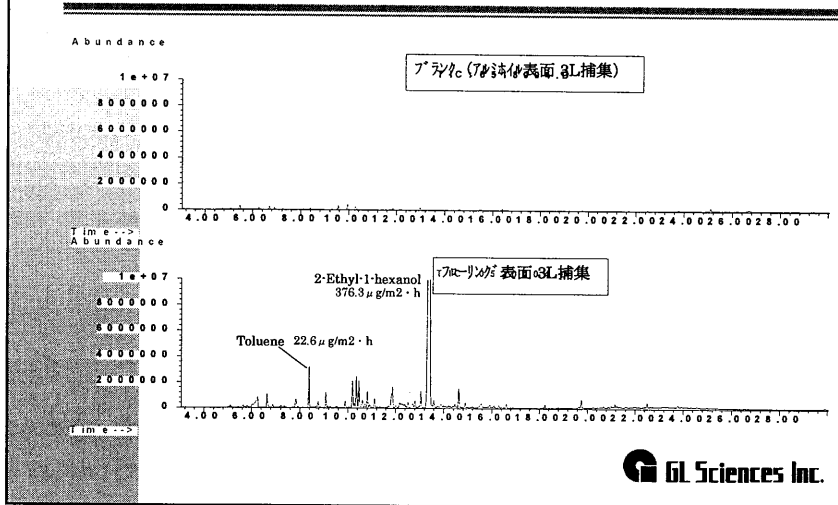 Abundance
ブランク (アルミホイル表面 3L捕集)
1e+07
8000000
6000000
4000000
2000000
0
4.00 6.00 8.00 10.00 12.00 14.00 16.00 18.00 20.00 22.00 24.00 26.00 28.00
Time-->
Abundance
フローリング 表面 3L捕集
1e+07
8000000
6000000
4000000
2000000
0
2-Ethyl-1-hexanol
376.3μg/m2・h
Toluene 22.6μg/m2・h
4.00 6.00 8.00 10.00 12.00 14.00 16.00 18.00 20.00 22.00 24.00 26.00 28.00
Time-->
GL Sciences Inc.